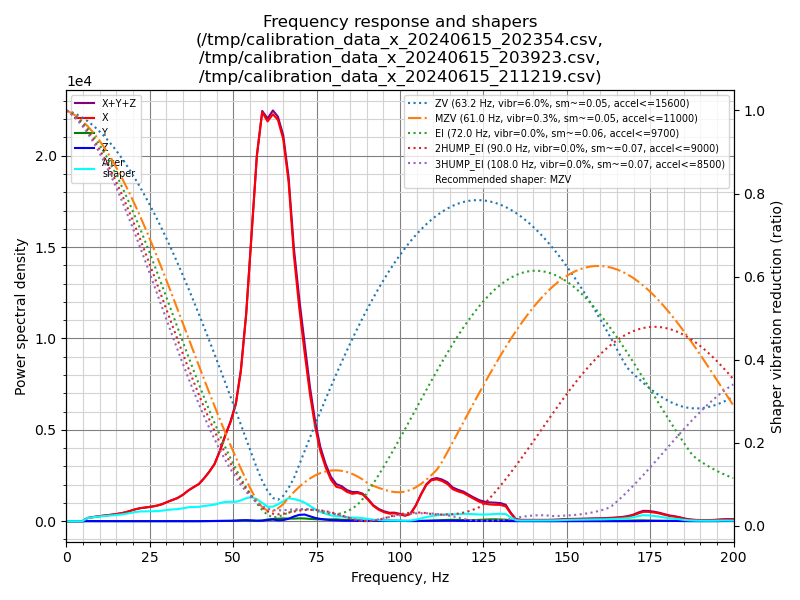 Frequency response and shapers
(/tmp/calibration_data_x_20240615_202354.csv,
/tmp/calibration_data_x_20240615_203923.csv,
/tmp/calibration_data_x_20240615_211219.csv)
1e4
X+Y+Z
X
Y
Z
After
shaper
ZV (63.2 Hz, vibr=6.0%, sm~=0.05, accel<=15600)
MZV (61.0 Hz, vibr=0.3%, sm~=0.05, accel<=11000)
EI (72.0 Hz, vibr=0.0%, sm~=0.06, accel<=9700)
2HUMP_EI (90.0 Hz, vibr=0.0%, sm~=0.07, accel<=9000)
3HUMP_EI (108.0 Hz, vibr=0.0%, sm~=0.07, accel<=8500)
Recommended shaper: MZV
Power spectral density
2.0
1.5
1.0
0.5
0.0
1.0
0.8
0.6
0.4
0.2
0.0
Shaper vibration reduction (ratio)
0 25 50 75 100 125 150 175 200
Frequency, Hz